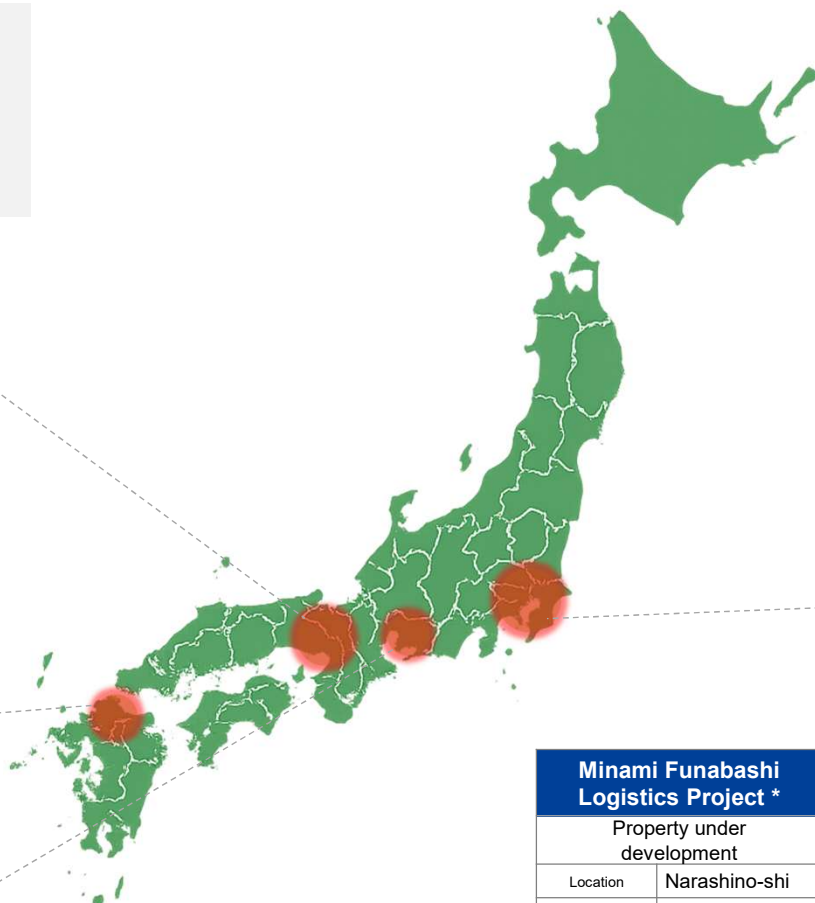 Minami Funabashi
Logistics Project *
Property under
development
Location Narashino-shi